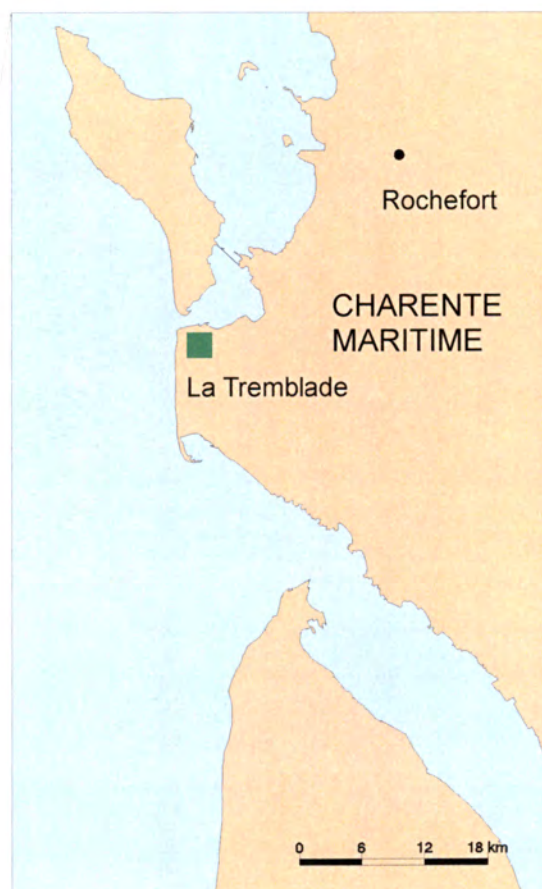 Rochefort
CHARENTE
MARITIME
La Tremblade
0 6 12 18 km